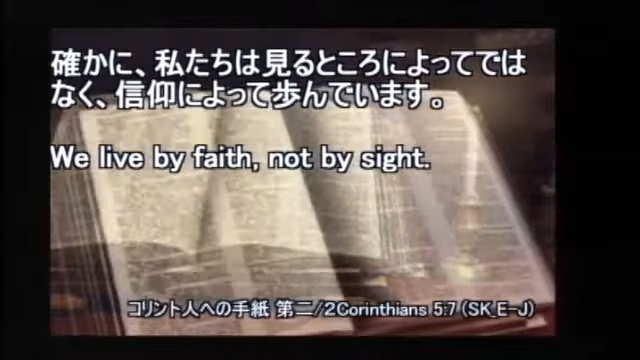 確かに、私たちは見るところによってでは
なく、信仰によって歩んでいます。
We live by faith, not by sight.
コリント人への手紙 第二/2Corinthians 5:7 (SK_E-J)